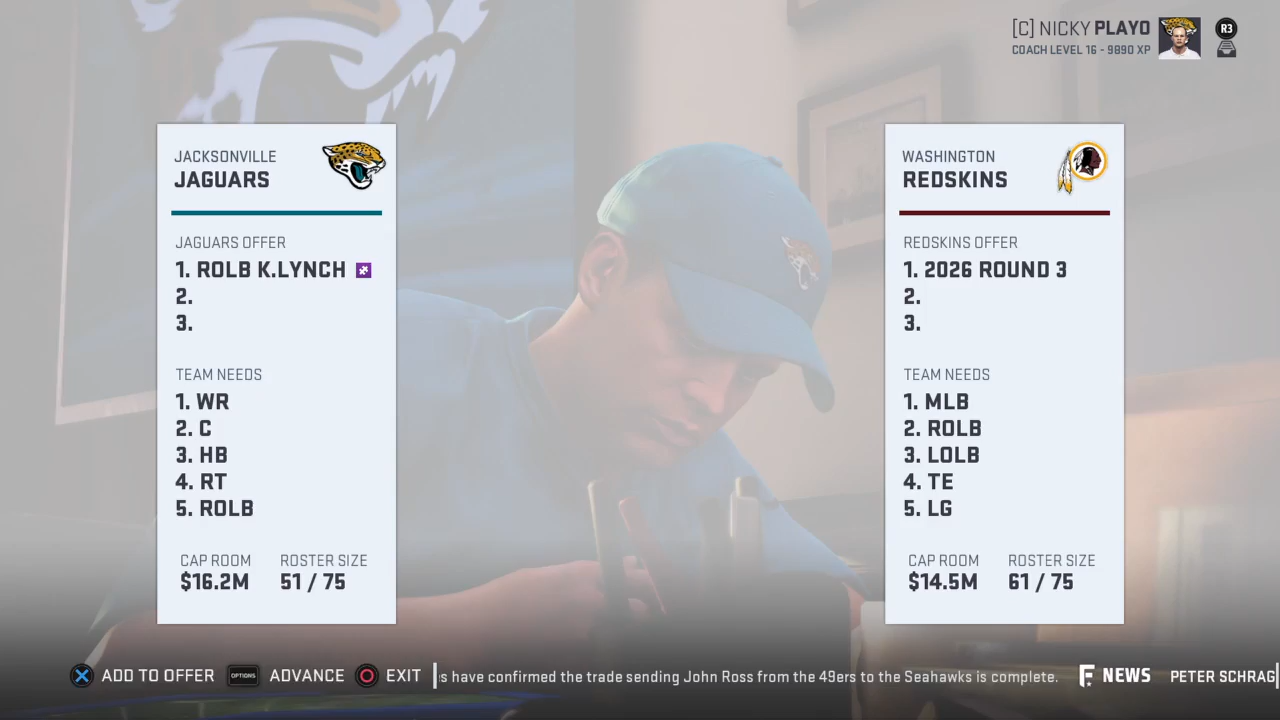 [C] NICKY PLAYO
COACH LEVEL 16 - 9890 XP
R3
JACKSONVILLE
JAGUARS
JAGUARS OFFER
1. ROLB K.LYNCH
2.
3.
TEAM NEEDS
1. WR
2. C
3. HB
4. RT
5. ROLB
CAP ROOM ROSTER SIZE
$16.2M 51 / 75
WASHINGTON
REDSKINS
REDSKINS OFFER
1. 2026 ROUND 3
2.
3.
TEAM NEEDS
1. MLB
2. ROLB
3. LOLB
4. TE
5. LG
CAP ROOM ROSTER SIZE
$14.5M 61 / 75
ADD TO OFFER OPTIONS ADVANCE EXIT s have confirmed the trade sending John Ross from the 49ers to the Seahawks is complete. F NEWS PETER SCHRAG